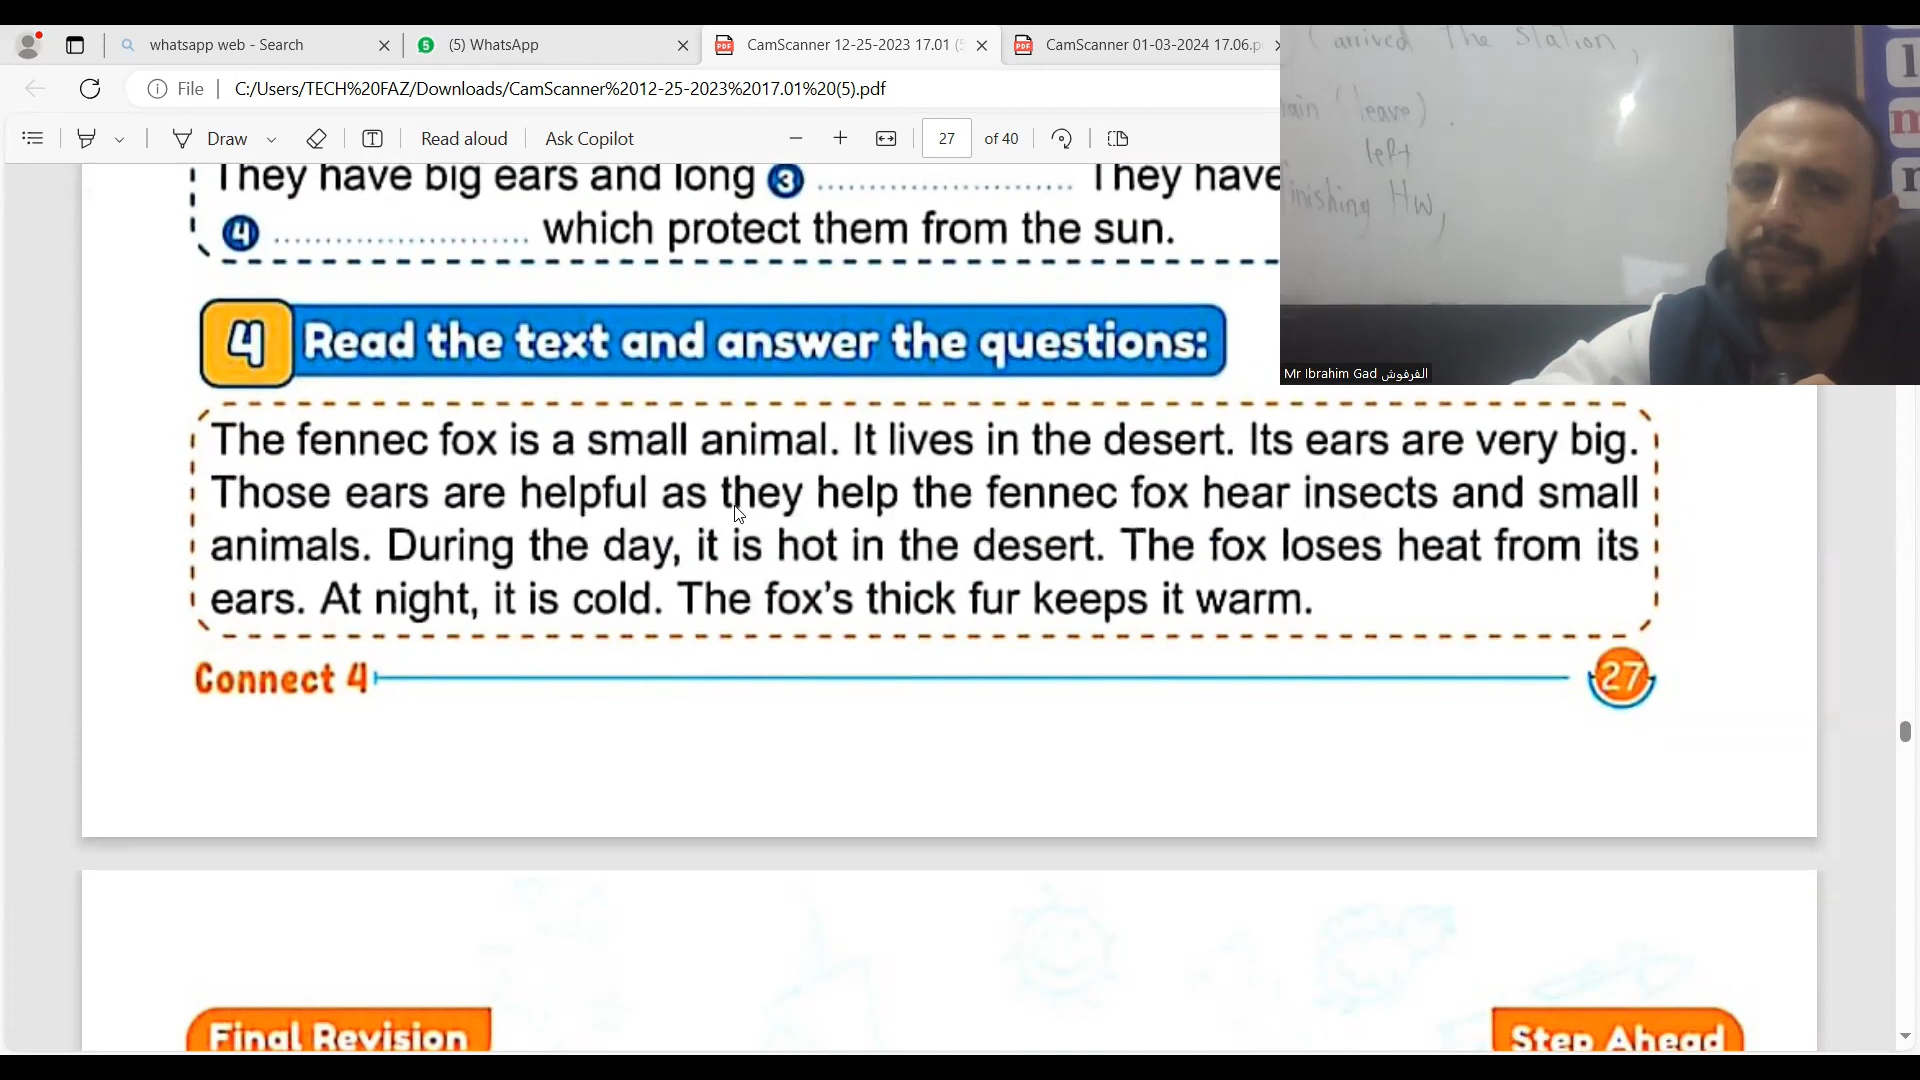 whatsapp web - Search
5 (5) WhatsApp
PDF CamScanner 12-25-2023 17.01 (5
PDF CamScanner 01-03-2024 17.06.p
File C:/Users/TECH%20FAZ/Downloads/CamScanner%2012-25-2023%2017.01%20(5).pdf
Draw Read aloud Ask Copilot 27 of 40
(arrived the station,
(leave).
left
inishing HW,
Mr Ibrahim Gad الفرفوش
They have big ears and long 3 ........................ They have
4 ........................ which protect them from the sun.
4 Read the text and answer the questions:
The fennec fox is a small animal. It lives in the desert. Its ears are very big.
Those ears are helpful as they help the fennec fox hear insects and small
animals. During the day, it is hot in the desert. The fox loses heat from its
ears. At night, it is cold. The fox's thick fur keeps it warm.
Connect 4 27
Final Revision Step Ahead